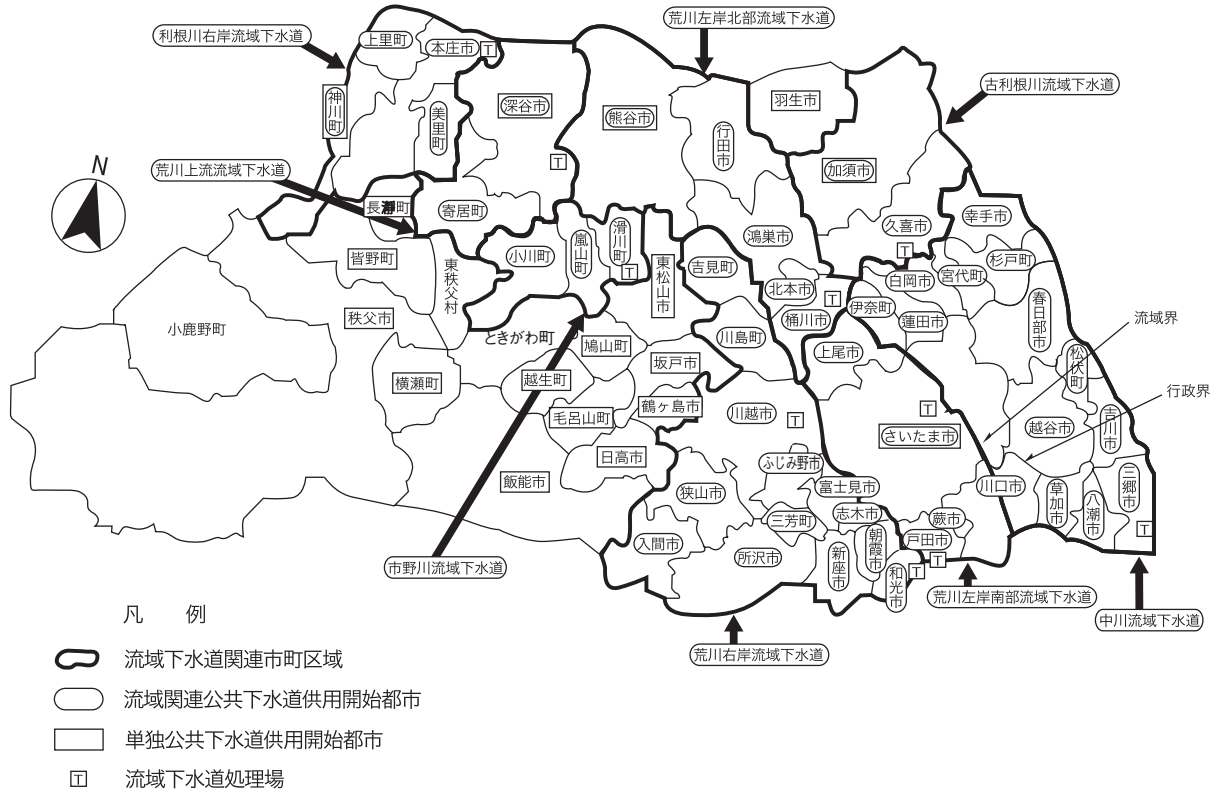 利根川右岸流域下水道
荒川左岸北部流域下水道
古利根川流域下水道
荒川上流流域下水道
N
上里町
本庄市
T
神川町
美里町
深谷市
T
熊谷市
行田市
羽生市
加須市
長瀞町
寄居町
皆野町
東秩父村
小川町
嵐山町
滑川町
T
東松山市
吉見町
鴻巣市
北本市
T
桶川市
久喜市
T
幸手市
杉戸町
宮代町
白岡市
伊奈町
蓮田市
春日部市
小鹿野町
秩父市
横瀬町
ときがわ町
鳩山町
越生町
毛呂山町
坂戸市
鶴ヶ島市
日高市
飯能市
川島町
上尾市
川越市
T
T
さいたま市
松伏町
越谷市
吉川市
流域界
行政界
三郷市
T
八潮市
草加市
川口市
ふじみ野市
富士見市
狭山市
三芳町
志木市
入間市
所沢市
新座市
朝霞市
和光市
T
T
蕨市
戸田市
市野川流域下水道
荒川右岸流域下水道
荒川左岸南部流域下水道
中川流域下水道
凡 例
流域下水道関連市町区域
流域関連公共下水道供用開始都市
単独公共下水道供用開始都市
T
流域下水道処理場